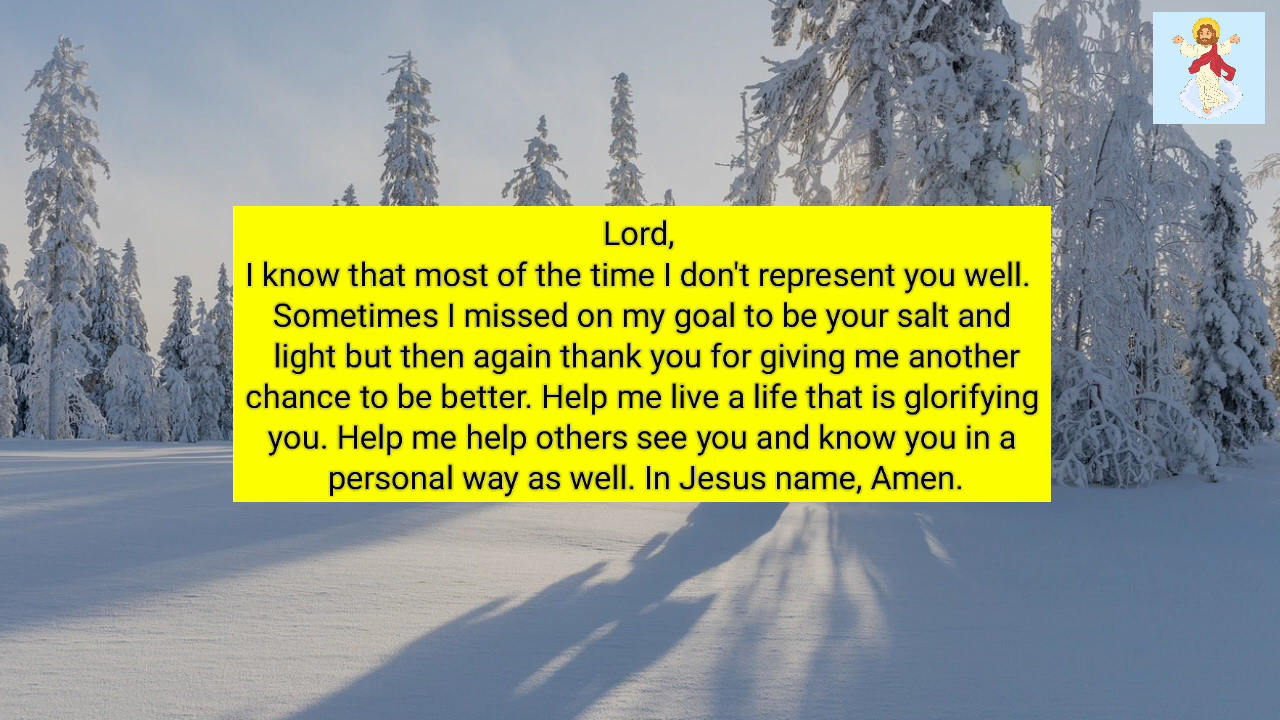 Lord,
I know that most of the time I don't represent you well.
Sometimes I missed on my goal to be your salt and
light but then again thank you for giving me another
chance to be better. Help me live a life that is glorifying
you. Help me help others see you and know you in a
personal way as well. In Jesus name, Amen.